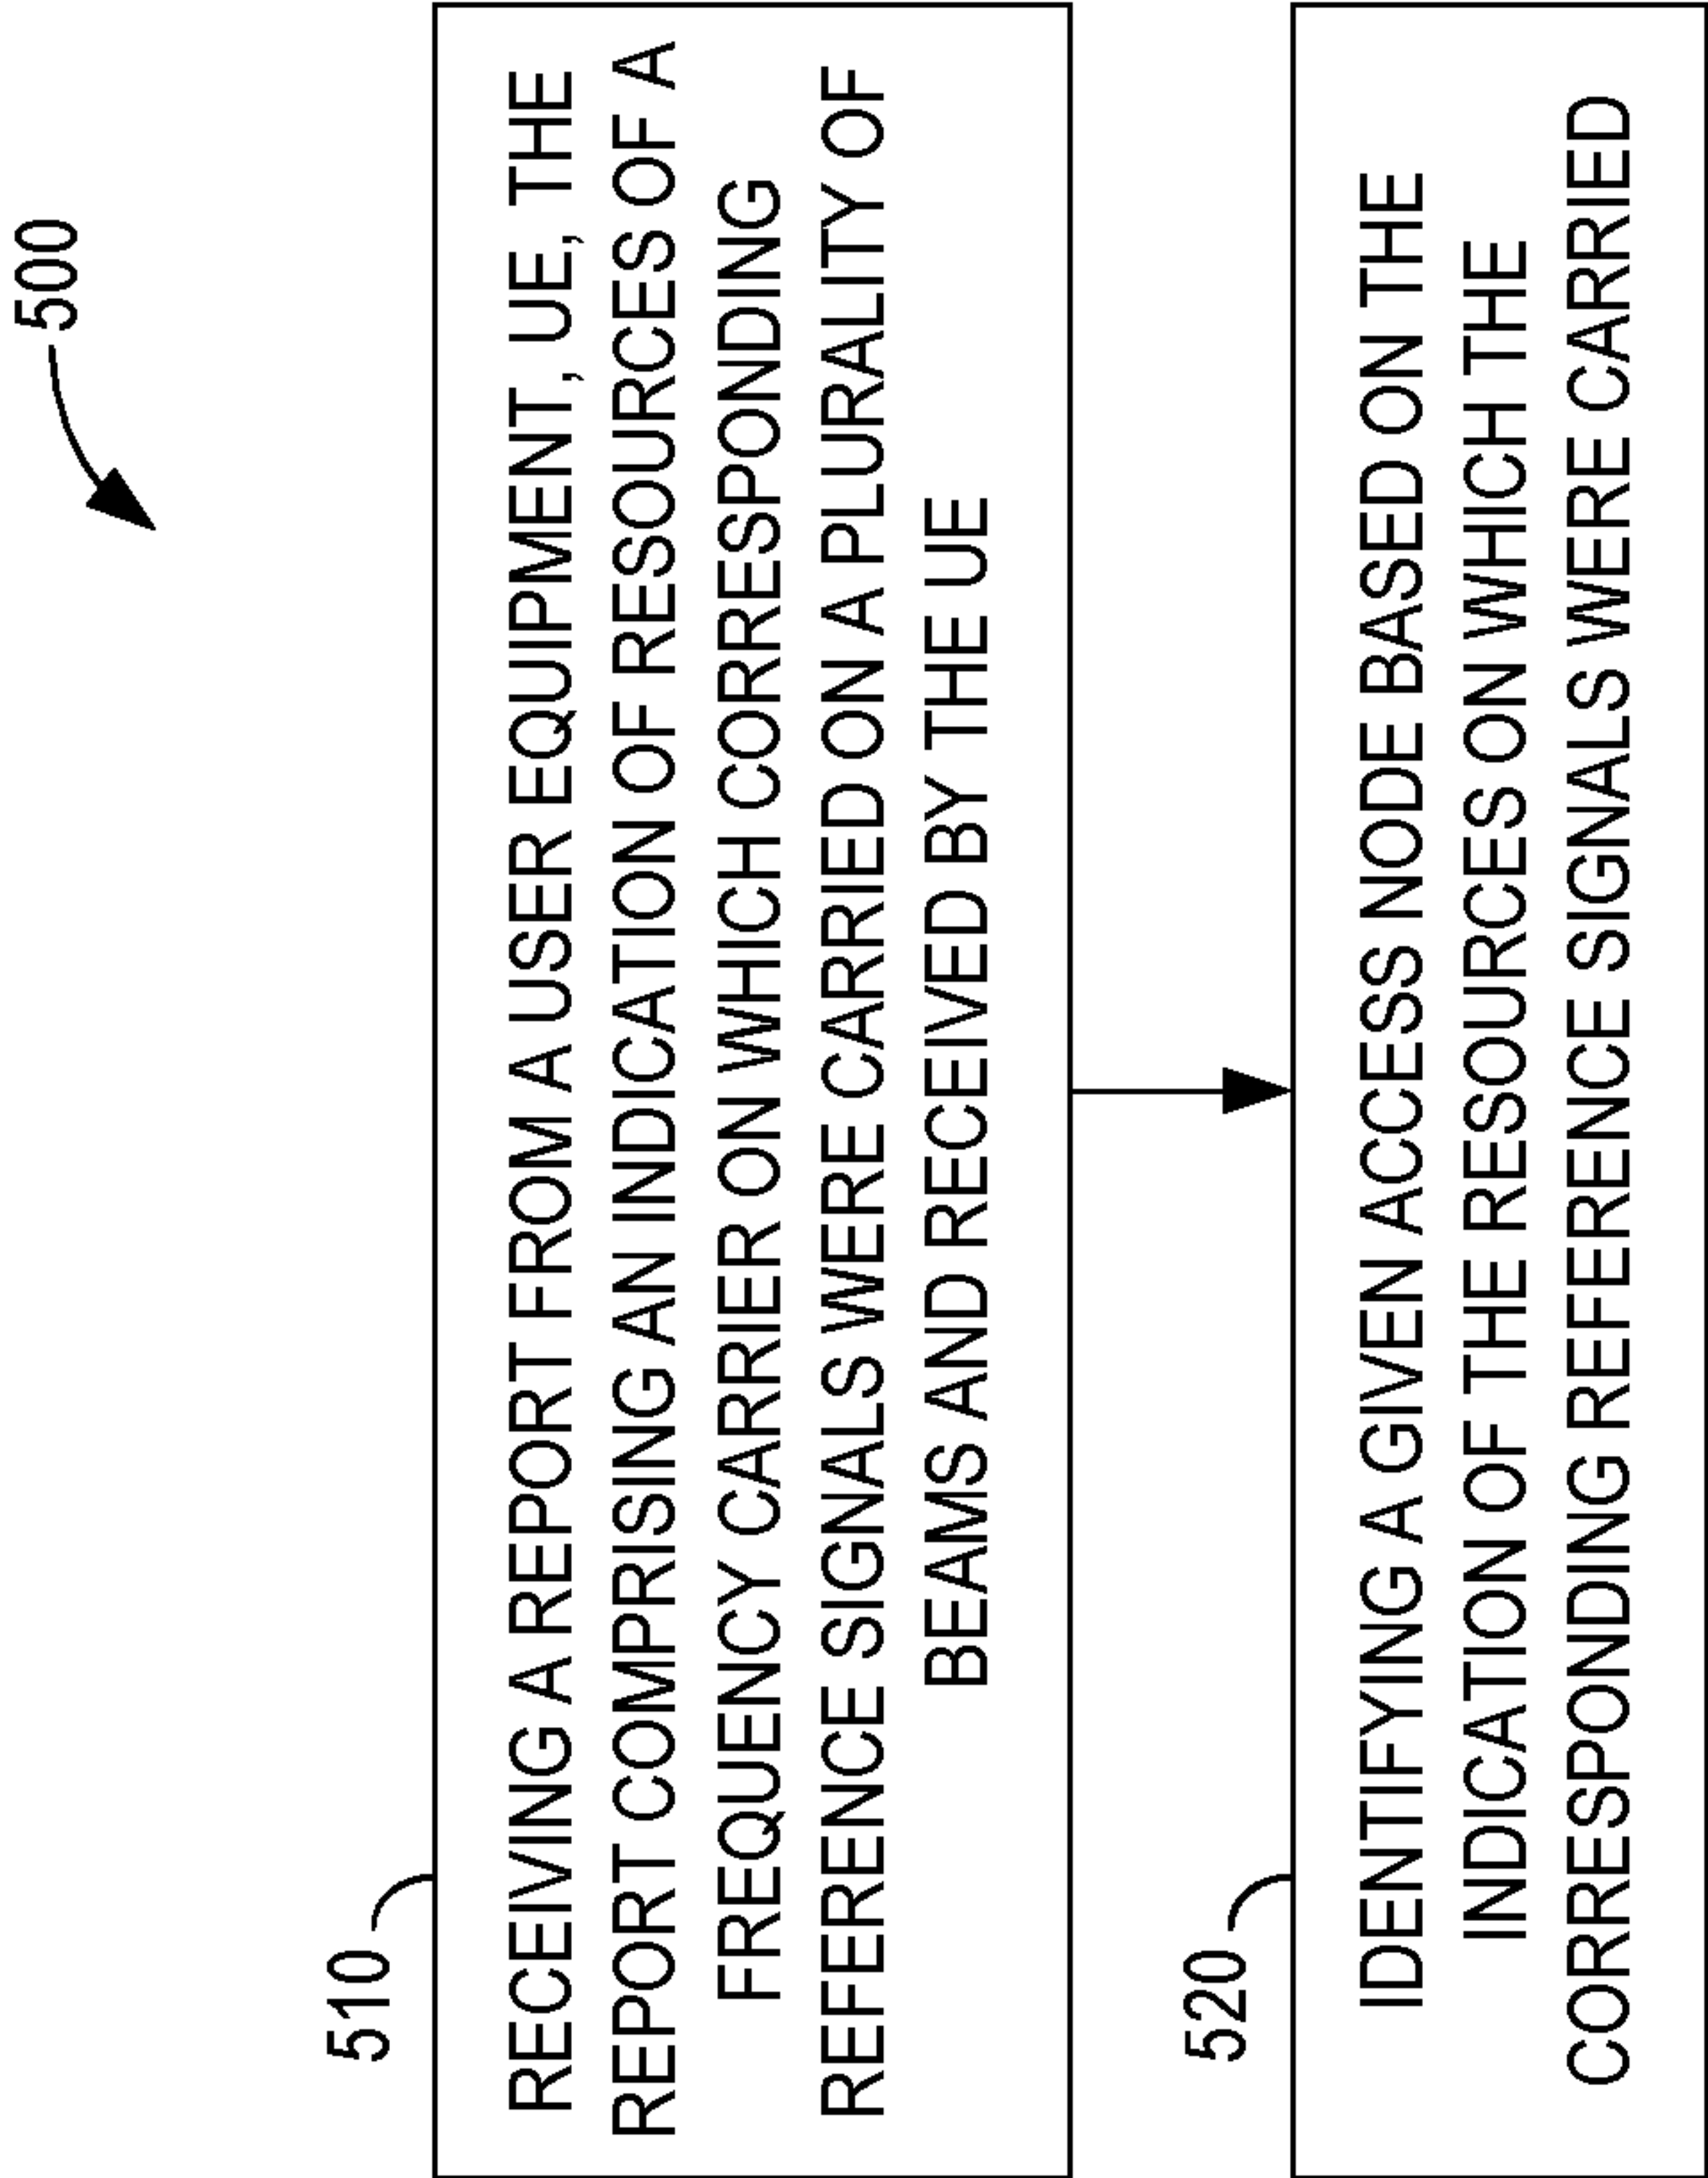 500
510
RECEIVING A REPORT FROM A USER EQUIPMENT, UE, THE
REPORT COMPRISING AN INDICATION OF RESOURCES OF A
FREQUENCY CARRIER ON WHICH CORRESPONDING
REFERENCE SIGNALS WERE CARRIED ON A PLURALITY OF
BEAMS AND RECEIVED BY THE UE
520
IDENTIFYING A GIVEN ACCESS NODE BASED ON THE
INDICATION OF THE RESOURCES ON WHICH THE
CORRESPONDING REFERENCE SIGNALS WERE CARRIED